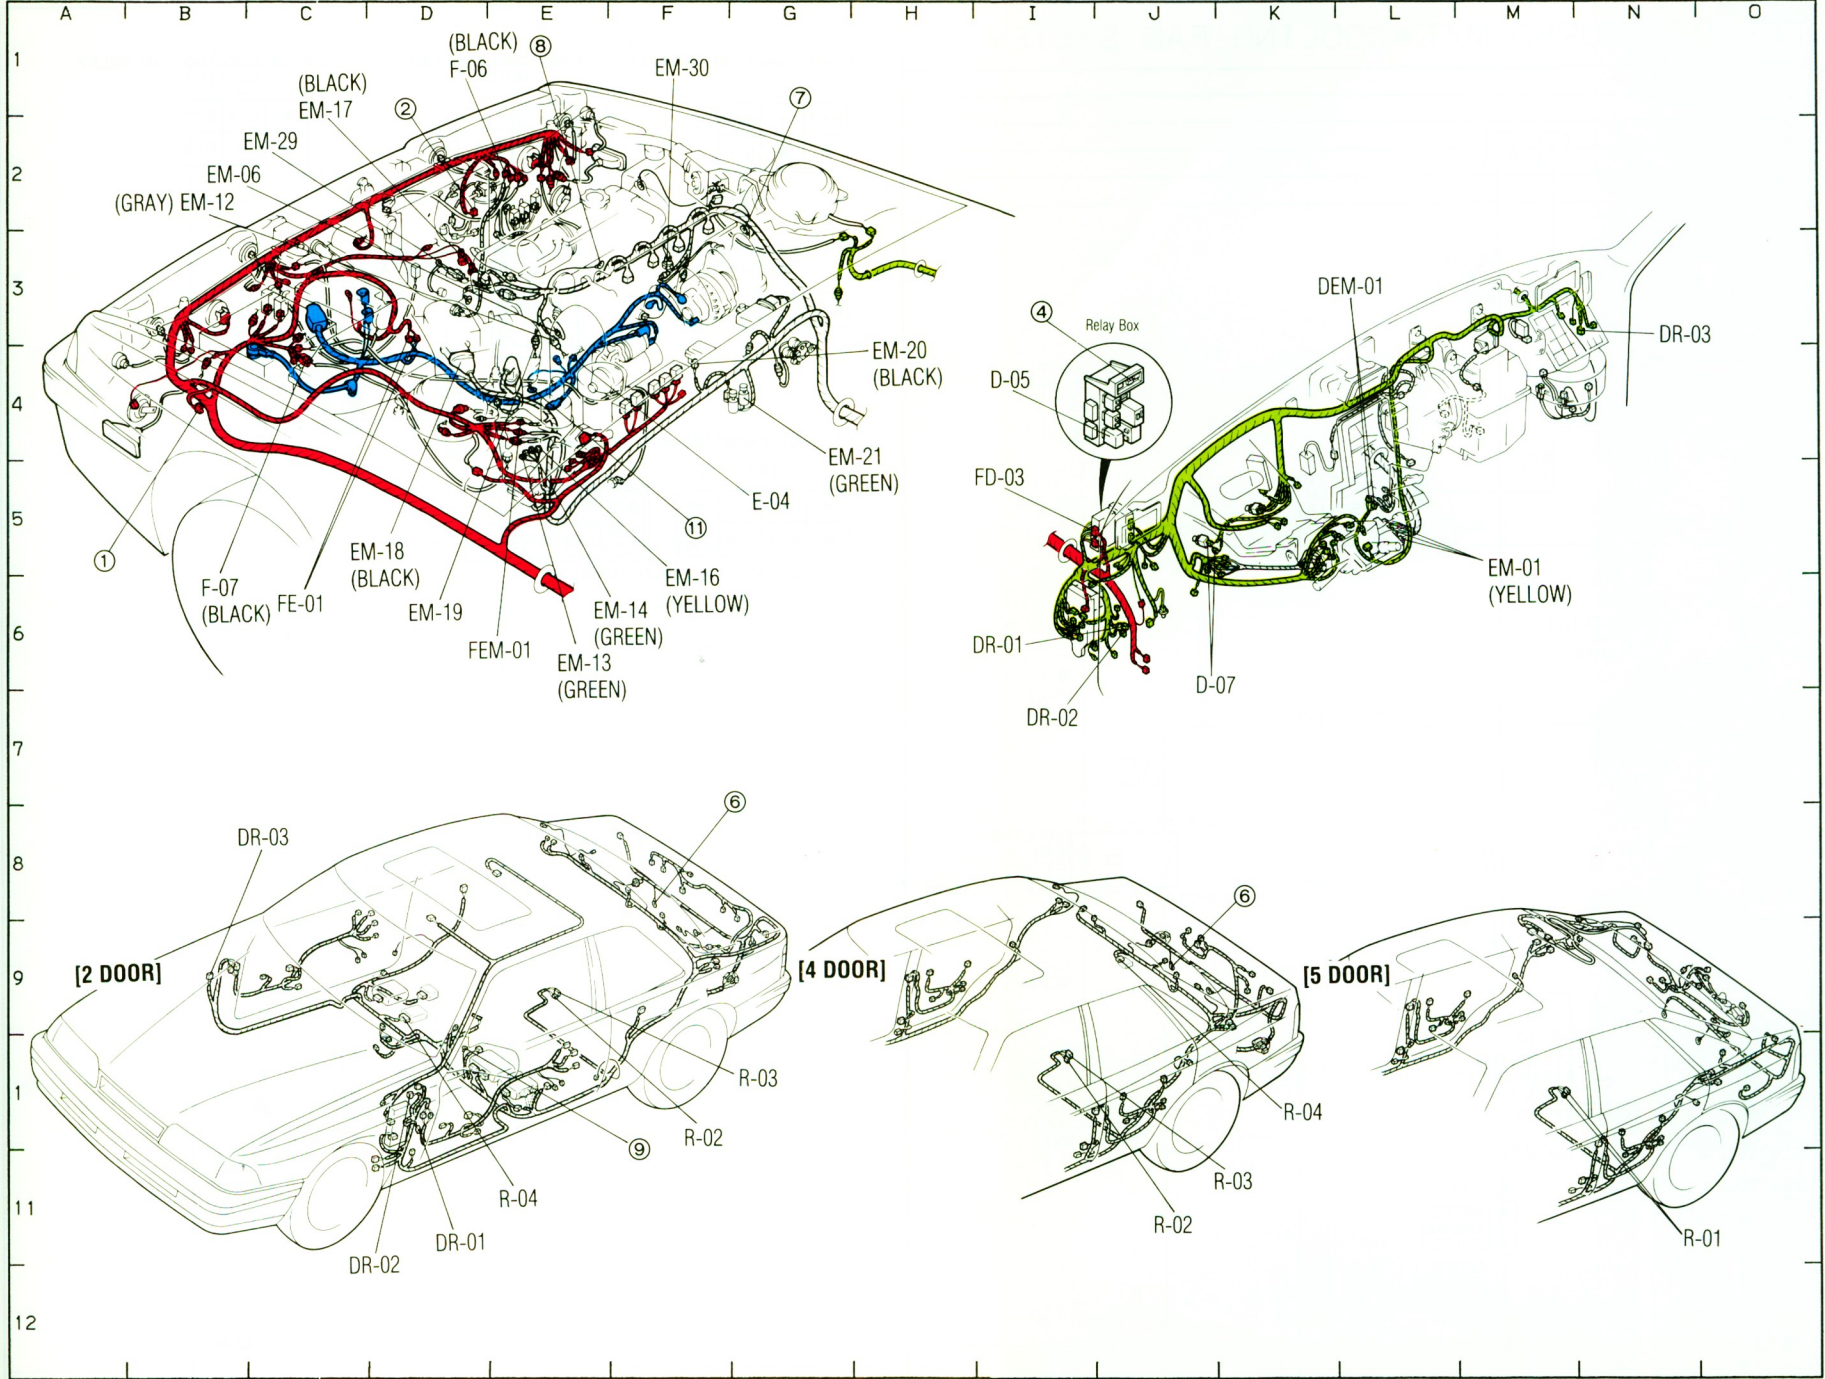 A B C D E F G H I J K L M N O
1
2
3
4
5
6
7
8
9
1
11
12
(BLACK)
F-06
⑧
EM-30
(BLACK)
EM-17
②
⑦
EM-29
EM-06
(GRAY) EM-12
EM-20
(BLACK)
EM-21
(GREEN)
E-04
⑪
①
F-07
(BLACK)
FE-01
EM-18
(BLACK)
EM-19
FEM-01
EM-13
(GREEN)
EM-14
(GREEN)
EM-16
(YELLOW)
④
Relay Box
D-05
FD-03
DEM-01
DR-03
EM-01
(YELLOW)
DR-01
DR-02
D-07
DR-03
⑥
[2 DOOR]
R-03
R-02
⑨
R-04
DR-01
DR-02
[4 DOOR]
⑥
R-04
R-03
R-02
[5 DOOR]
R-01